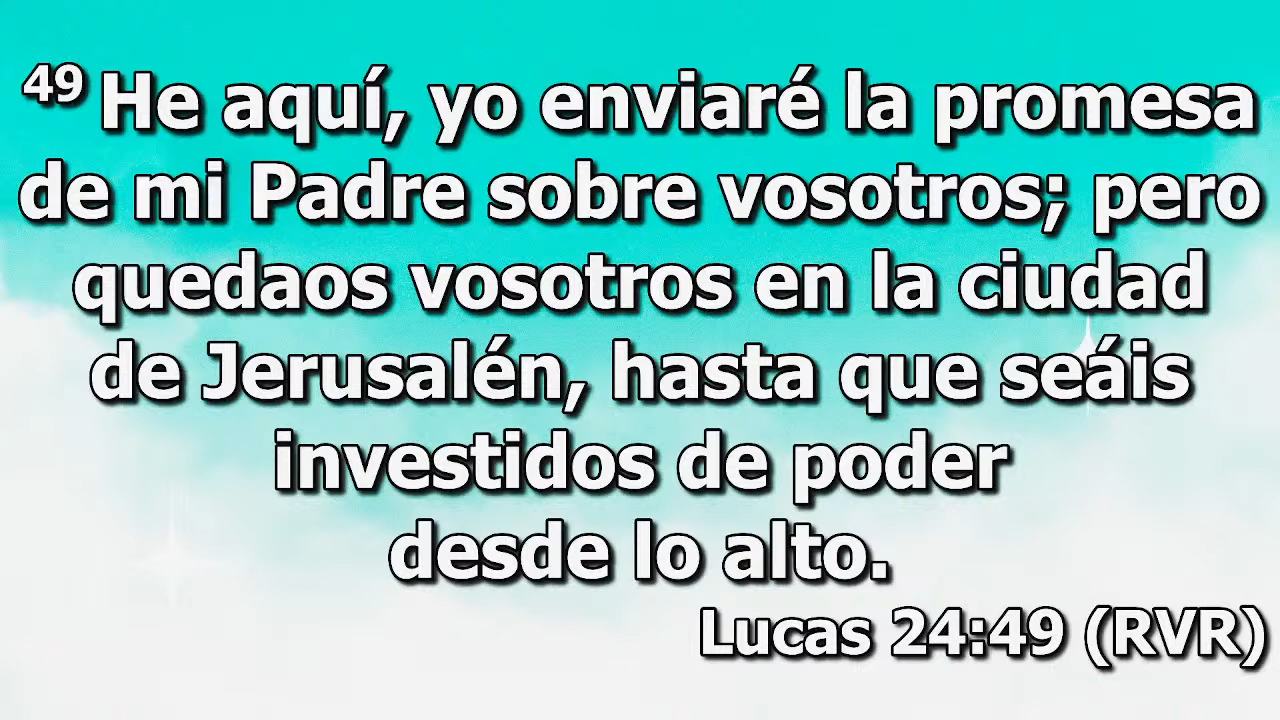 49 He aquí, yo enviaré la promesa
de mi Padre sobre vosotros; pero
quedaos vosotros en la ciudad
de Jerusalén, hasta que seáis
investidos de poder
desde lo alto.
Lucas 24:49 (RVR)